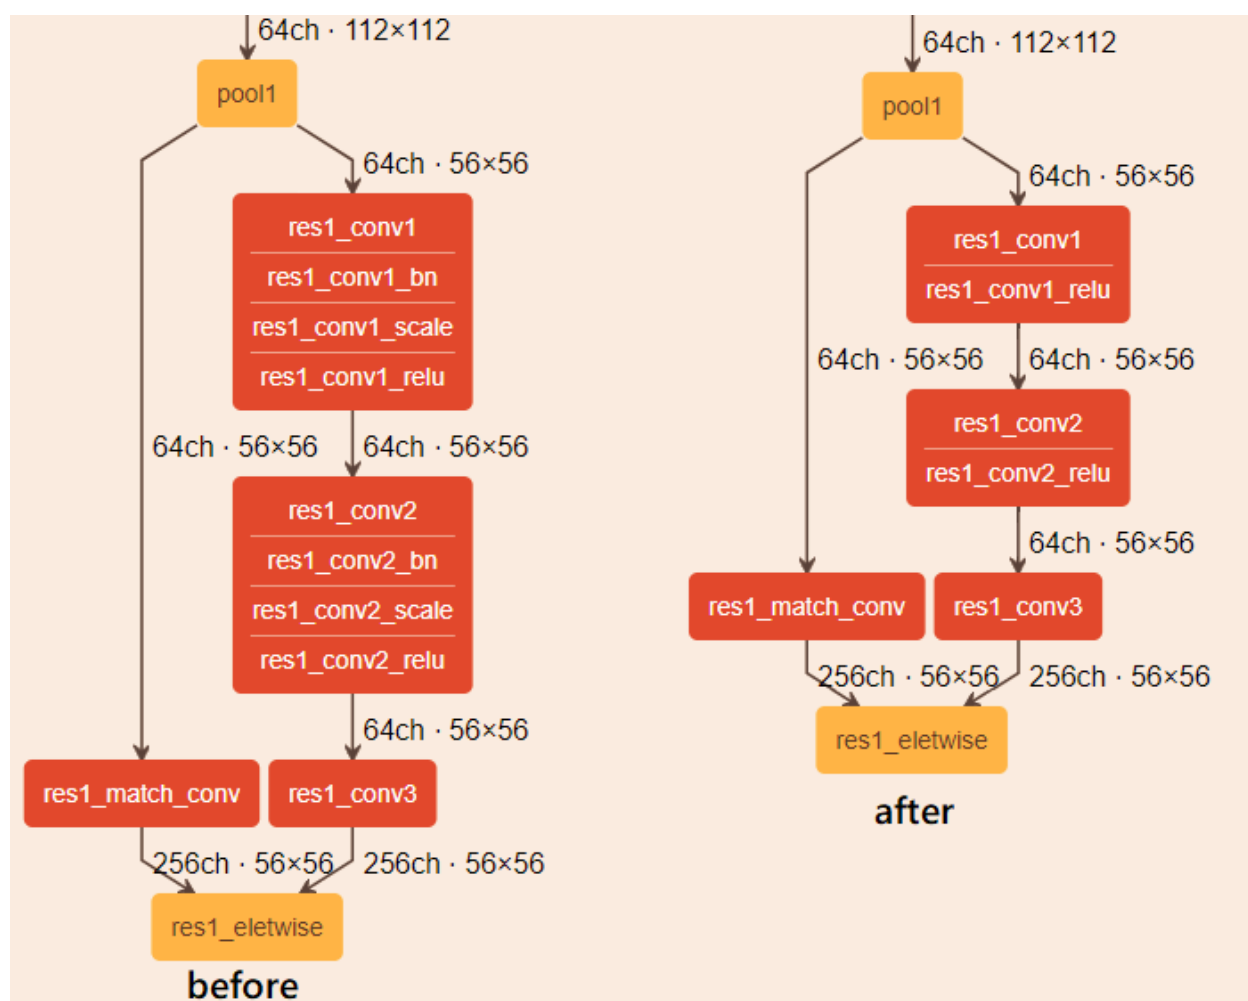 64ch · 112×112
pool1
64ch · 56×56
res1_conv1
res1_conv1_bn
res1_conv1_scale
res1_conv1_relu
64ch · 56×56
64ch · 56×56
res1_conv2
res1_conv2_bn
res1_conv2_scale
res1_conv2_relu
64ch · 56×56
res1_match_conv
res1_conv3
256ch · 56×56
256ch · 56×56
res1_eletwise
before
64ch · 112×112
pool1
64ch · 56×56
res1_conv1
res1_conv1_relu
64ch · 56×56
64ch · 56×56
res1_conv2
res1_conv2_relu
64ch · 56×56
res1_match_conv
res1_conv3
256ch · 56×56
256ch · 56×56
res1_eletwise
after